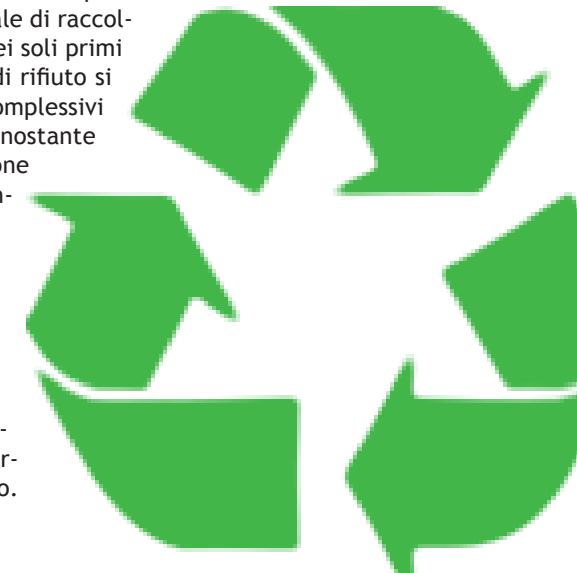 ale di raccol-
ei soli primi
di rifiuto si
omplessivi
nostante
one
n-
-
r-
o.